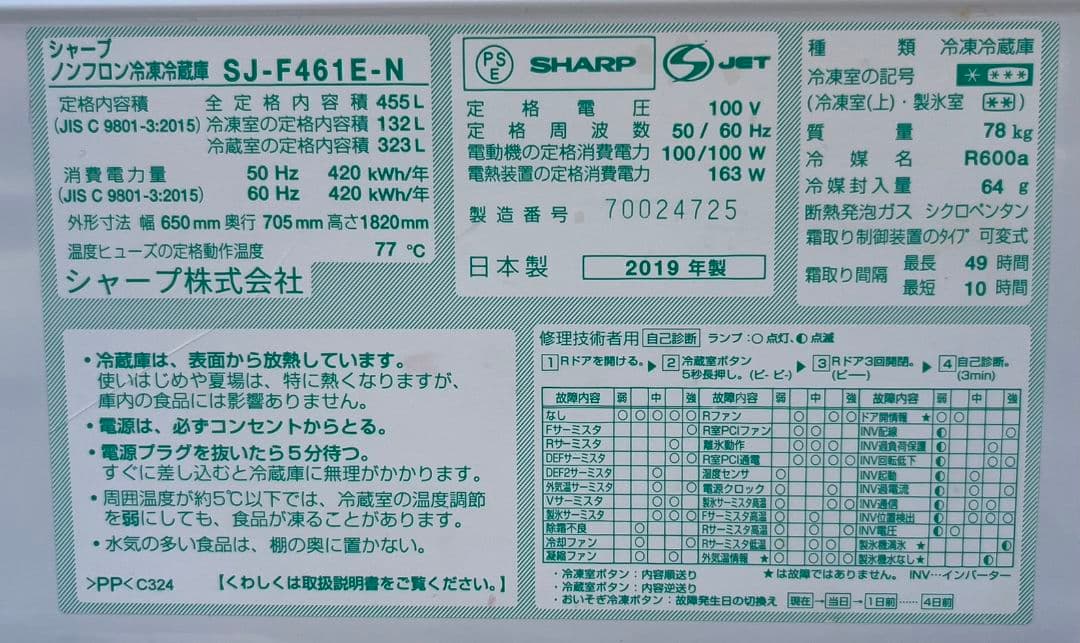 シャープ
ノンフロン冷凍冷蔵庫 SJ-F461E-N
定格内容積 全定格内容積 455L
(JIS C 9801-3:2015) 冷凍室の定格内容積 132L
冷蔵室の定格内容積 323L
消費電力量 50 Hz 420 kWh/年
(JIS C 9801-3:2015) 60 Hz 420 kWh/年
外形寸法 幅 650mm 奥行 705mm 高さ1820mm
温度ヒューズの定格動作温度 77 ℃
シャープ株式会社
PSE SHARP S JET
定格電圧 100 V
定格周波数 50 / 60 Hz
電動機の定格消費電力 100/100 W
電熱装置の定格消費電力 163 W
製造番号 70024725
日本製 2019 年製
種類 冷凍冷蔵庫
冷凍室の記号 * ***
(冷凍室(上)・製氷室 **)
質量 78 kg
冷媒名 R600a
冷媒封入量 64 g
断熱発泡ガス シクロペンタン
霜取り制御装置のタイプ 可変式
霜取り間隔 最長 49 時間
最短 10 時間
・冷蔵庫は、表面から放熱しています。
使いはじめや夏場は、特に熱くなりますが、
庫内の食品には影響ありません。
・電源は、必ずコンセントからとる。
・電源プラグを抜いたら5分待つ。
すぐに差し込むと冷蔵庫に無理がかかります。
・周囲温度が約5℃以下では、冷蔵室の温度調節
を弱にしても、食品が凍ることがあります。
・水気の多い食品は、棚の奥に置かない。
>PP< C324 【くわしくは取扱説明書をご覧ください。】
修理技術者用 自己診断 ランプ:○点灯、◐点滅
1 Rドアを開ける。▶ 2 冷蔵室ボタン 5秒長押し。(ピ- ピ-) ▶ 3 Rドア3回開閉。(ピー) ▶ 4 自己診断。(3min)
故障内容 弱 中 強 故障内容 弱 中 強 故障内容 弱 中 強
なし ○ ○ ○ ○ ○ Rファン ○ ○ ○ ドア開情報 ★ ○ ○
Fサーミスタ ○ R室PCIファン ○ ○ INV配線 ◐ ○
Rサーミスタ ○ 離氷動作 ○ ○ ○ INV過負荷保護 ◐ ○
DEFサーミスタ ○ ○ R室PCI通電 ○ ○ ○ ○ INV回転低下 ◐ ○ ○
DEF2サーミスタ ○ 湿度センサ ○ INV起動 ◐ ○
外気温サーミスタ ○ ○ 電源クロック ○ ○ INV過電流 ◐ ○ ○
Vサーミスタ ○ ○ 製氷サーミスタ高温 ○ ○ INV通信 ◐ ○ ○
製氷サーミスタ ○ ○ ○ Fサーミスタ高温 ○ ○ INV位置検出 ◐ ○ ○ ○
除霜不良 ○ Rサーミスタ高温 ○ ○ INV電圧 ◐ ○
冷却ファン ○ ○ Rサーミスタ低温 ○ ○ ○ 製氷機満氷 ★ ◐
凝縮ファン ○ ○ 外気温情報 ★ ○ ○ ○ 製氷機水なし ★ ◐
・冷凍室ボタン:内容順送り ★は故障ではありません。 INV…インバーター
・冷蔵室ボタン:内容逆送り
・おいそぎ冷凍ボタン:故障発生日の切換え 現在→当日→1日前……4日前